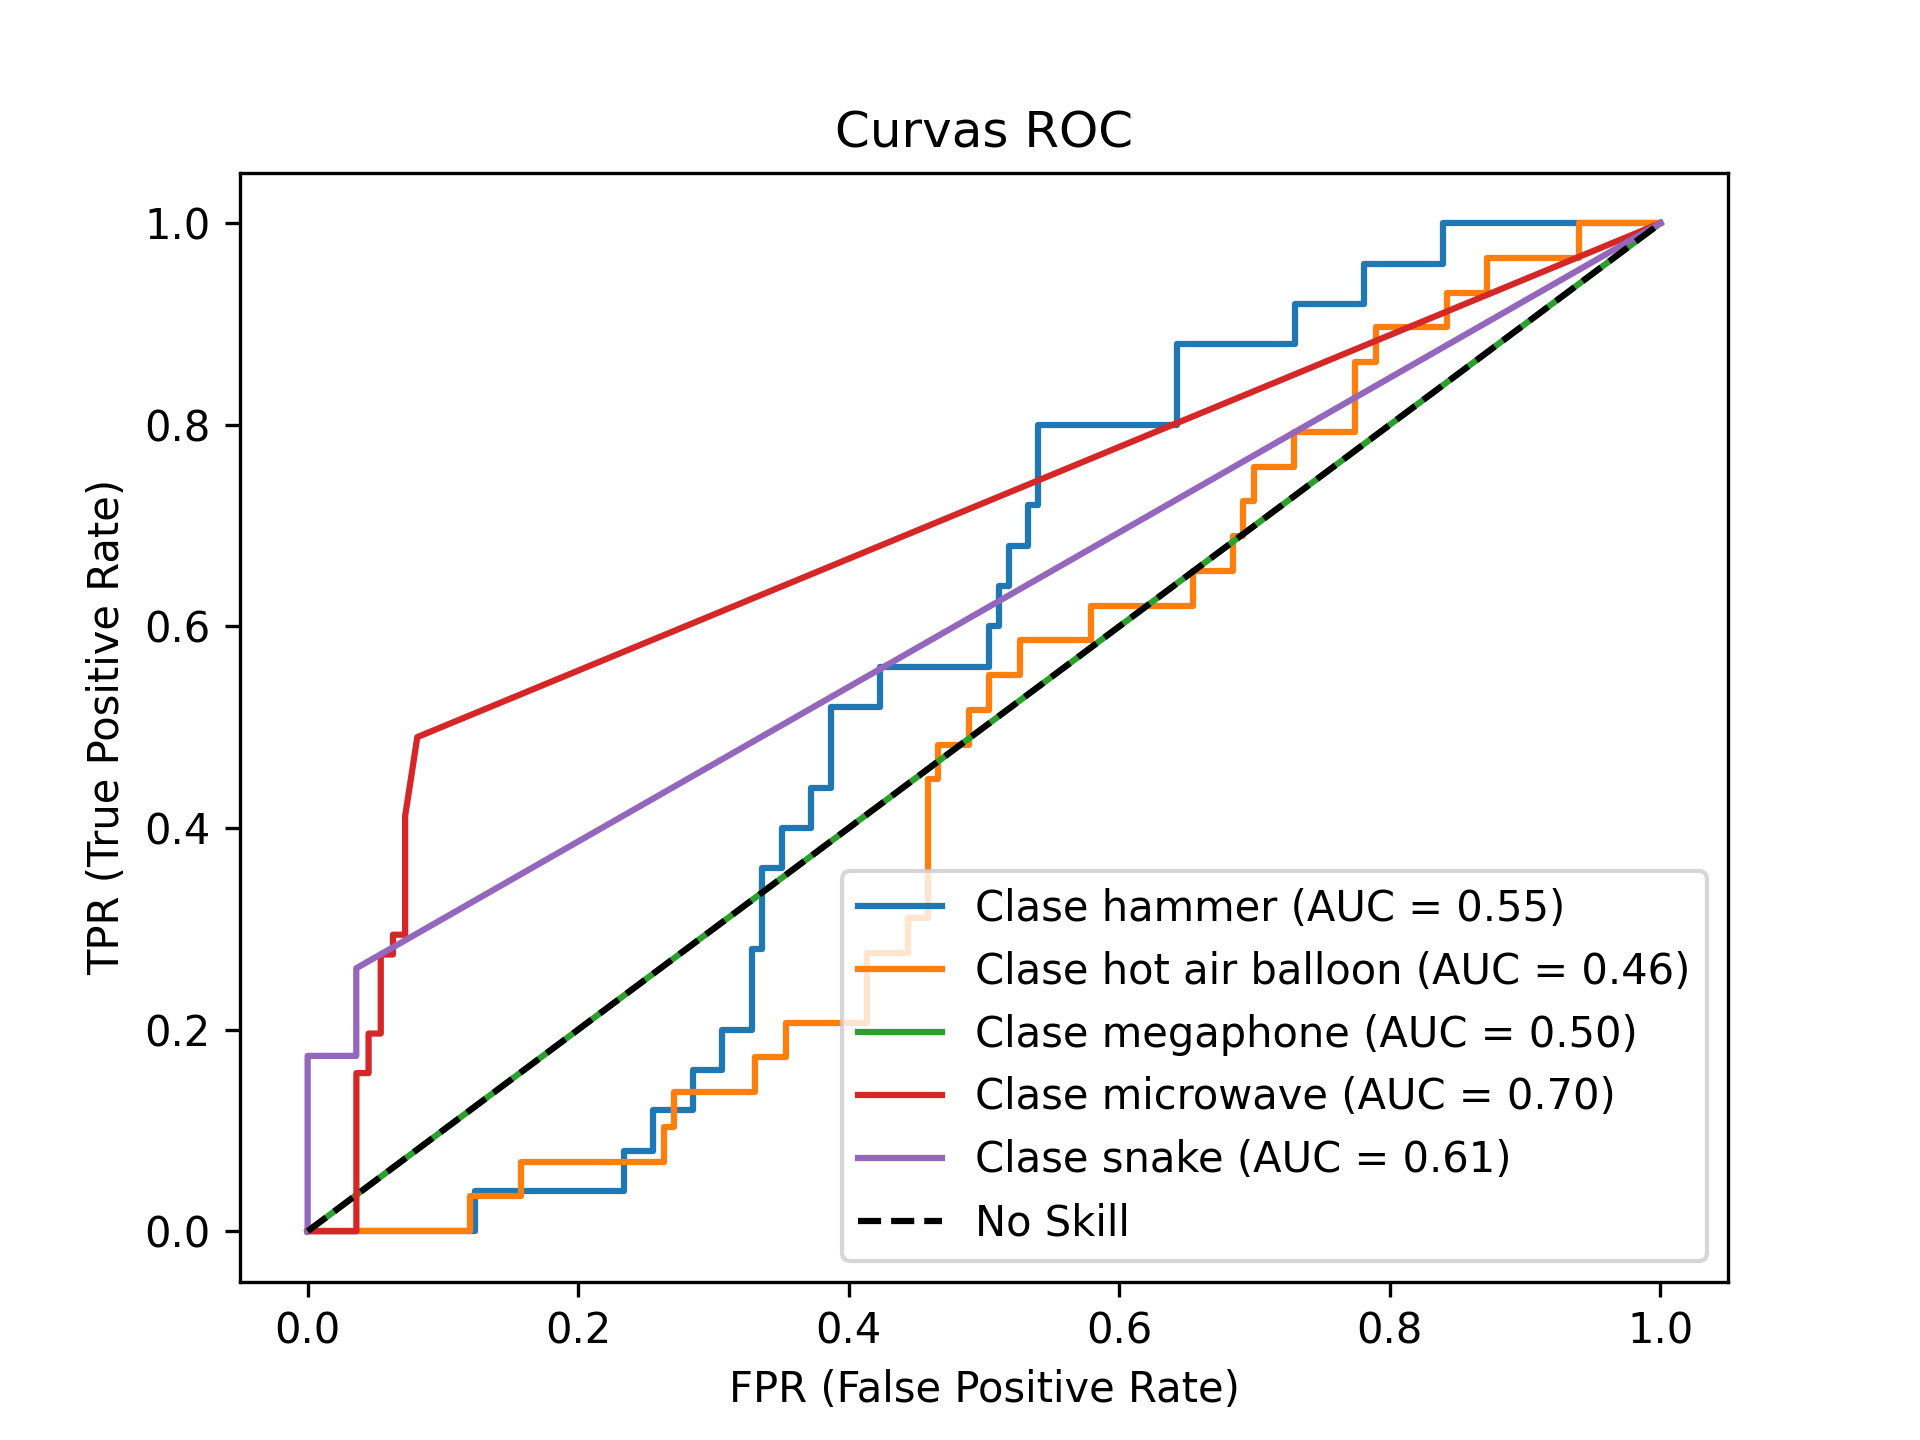 Curvas ROC
TPR (True Positive Rate)
1.0
0.8
0.6
0.4
0.2
0.0
Clase hammer (AUC = 0.55)
Clase hot air balloon (AUC = 0.46)
Clase megaphone (AUC = 0.50)
Clase microwave (AUC = 0.70)
Clase snake (AUC = 0.61)
No Skill
0.0 0.2 0.4 0.6 0.8 1.0
FPR (False Positive Rate)